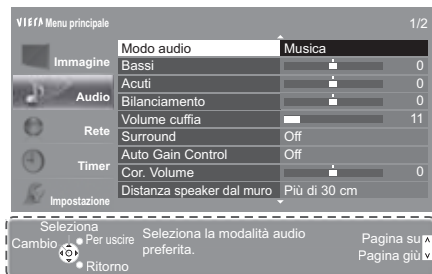 VIErA Menu principale 1/2
Immagine
Audio
Rete
Timer
Impostazione
Modo audio Musica
Bassi 0
Acuti 0
Bilanciamento 0
Volume cuffia 11
Surround Off
Auto Gain Control Off
Cor. Volume 0
Distanza speaker dal muro Più di 30 cm
Seleziona
Cambio
Per uscire
Ritorno
Seleziona la modalità audio
preferita.
Pagina su
Pagina giù